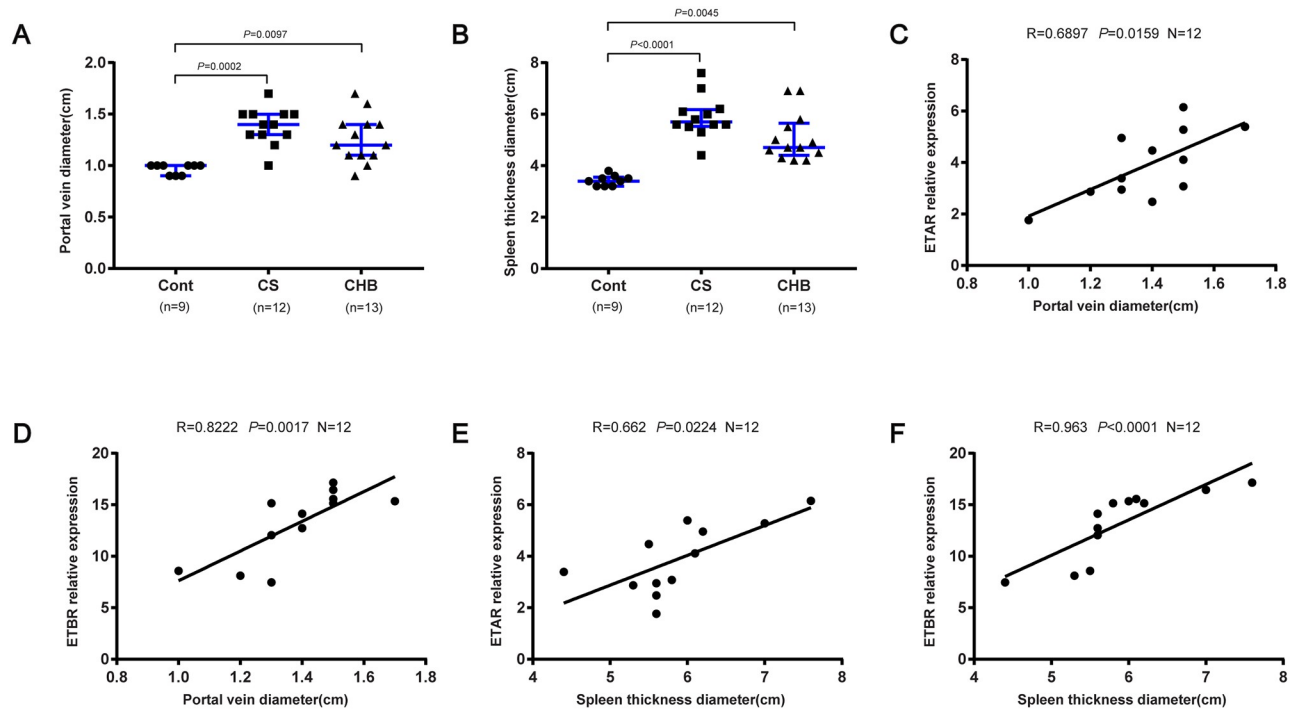 A
P=0.0097
P=0.0002
Portal vein diameter(cm)
2.0
1.5
1.0
0.5
0.0
Cont
CS
CHB
(n=9)
(n=12)
(n=13)
B
P=0.0045
P<0.0001
Spleen thickness diameter(cm)
8
6
4
2
0
Cont
CS
CHB
(n=9)
(n=12)
(n=13)
C
R=0.6897 P=0.0159 N=12
ETAR relative expression
8
6
4
2
0
0.8 1.0 1.2 1.4 1.6 1.8
Portal vein diameter(cm)
D
R=0.8222 P=0.0017 N=12
ETBR relative expression
20
15
10
5
0
0.8 1.0 1.2 1.4 1.6 1.8
Portal vein diameter(cm)
E
R=0.662 P=0.0224 N=12
ETAR relative expression
8
6
4
2
0
4 5 6 7 8
Spleen thickness diameter(cm)
F
R=0.963 P<0.0001 N=12
ETBR relative expression
20
15
10
5
0
4 5 6 7 8
Spleen thickness diameter(cm)